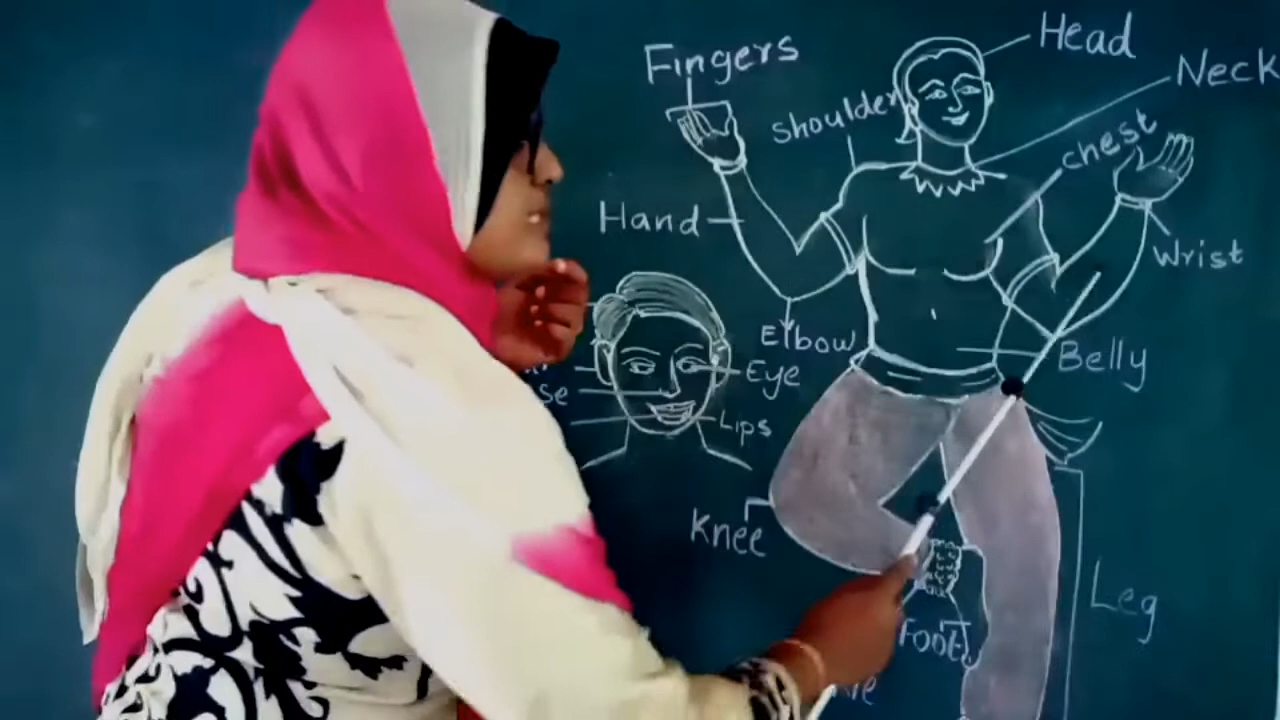 Fingers
Head
Neck
Shoulder
Chest
Hand
Wrist
Elbow
Belly
Eye
Lips
Knee
Leg
Foot